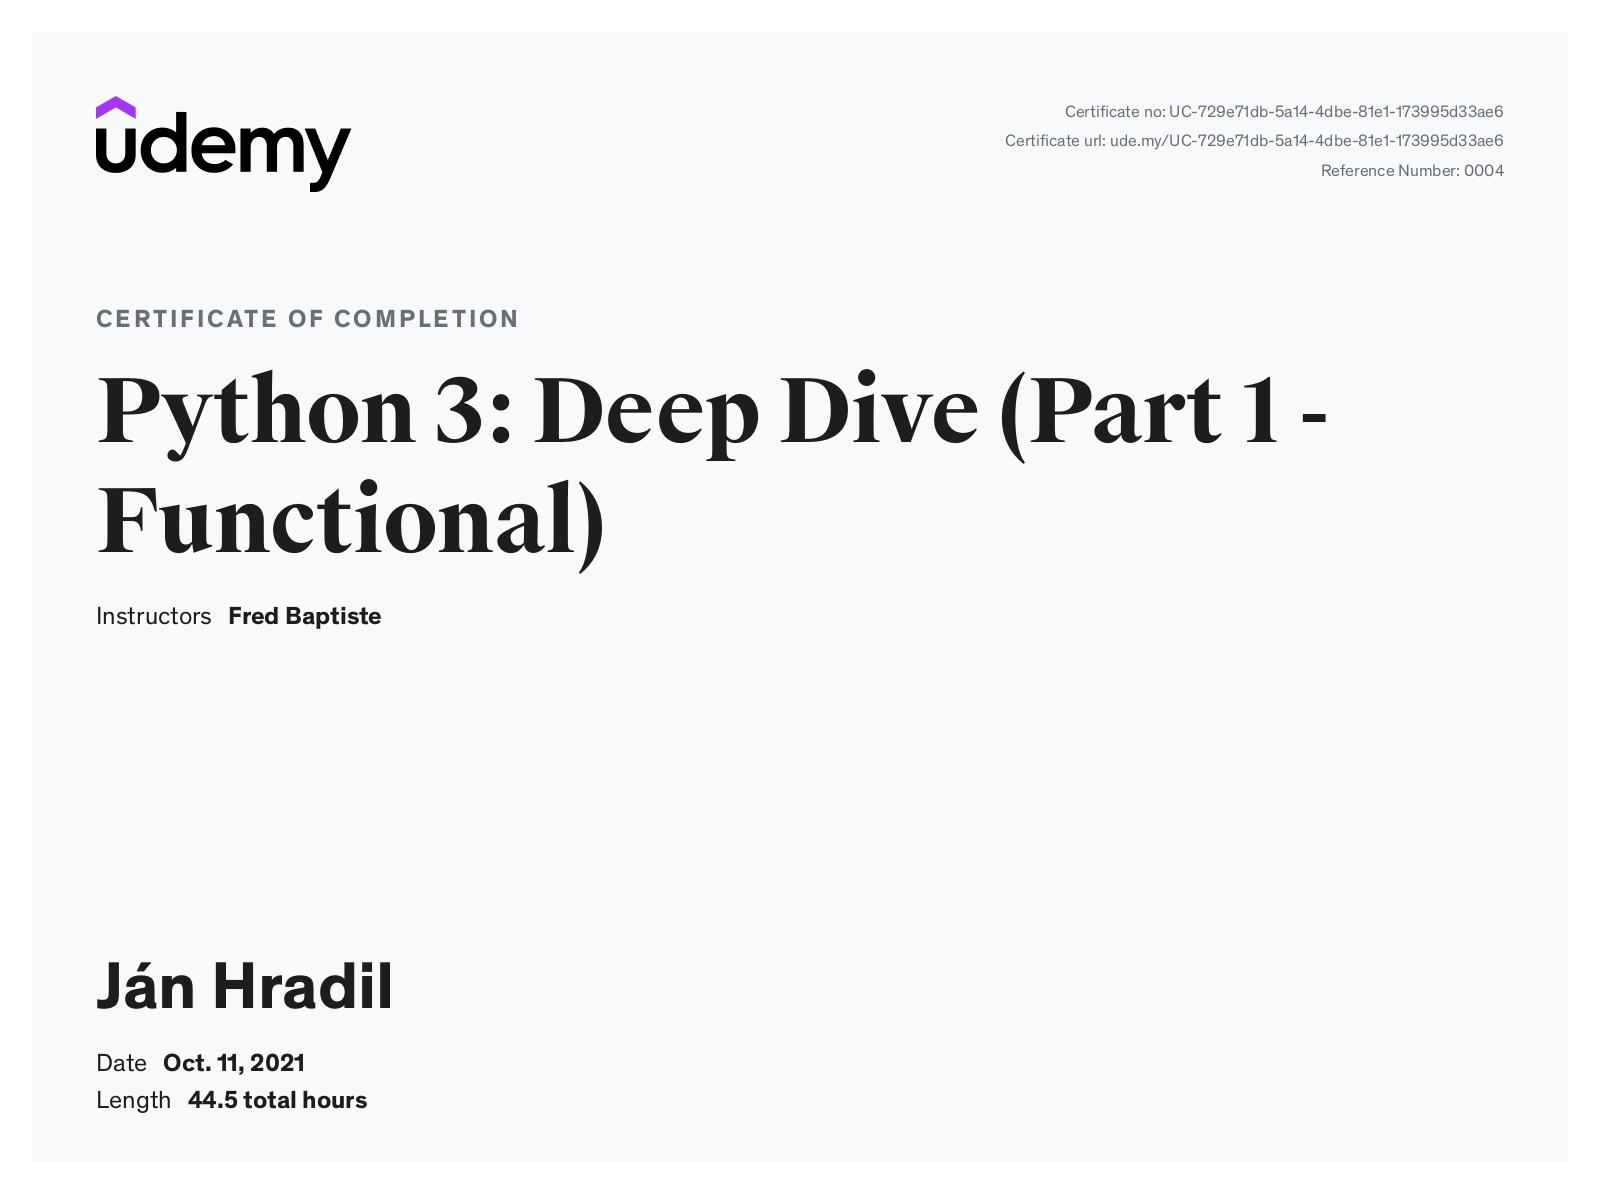 udemy
Certificate no: UC-729e71db-5a14-4dbe-81e1-173995d33ae6
Certificate url: ude.my/UC-729e71db-5a14-4dbe-81e1-173995d33ae6
Reference Number: 0004
CERTIFICATE OF COMPLETION
Python 3: Deep Dive (Part 1 -
Functional)
Instructors Fred Baptiste
Ján Hradil
Date Oct. 11, 2021
Length 44.5 total hours